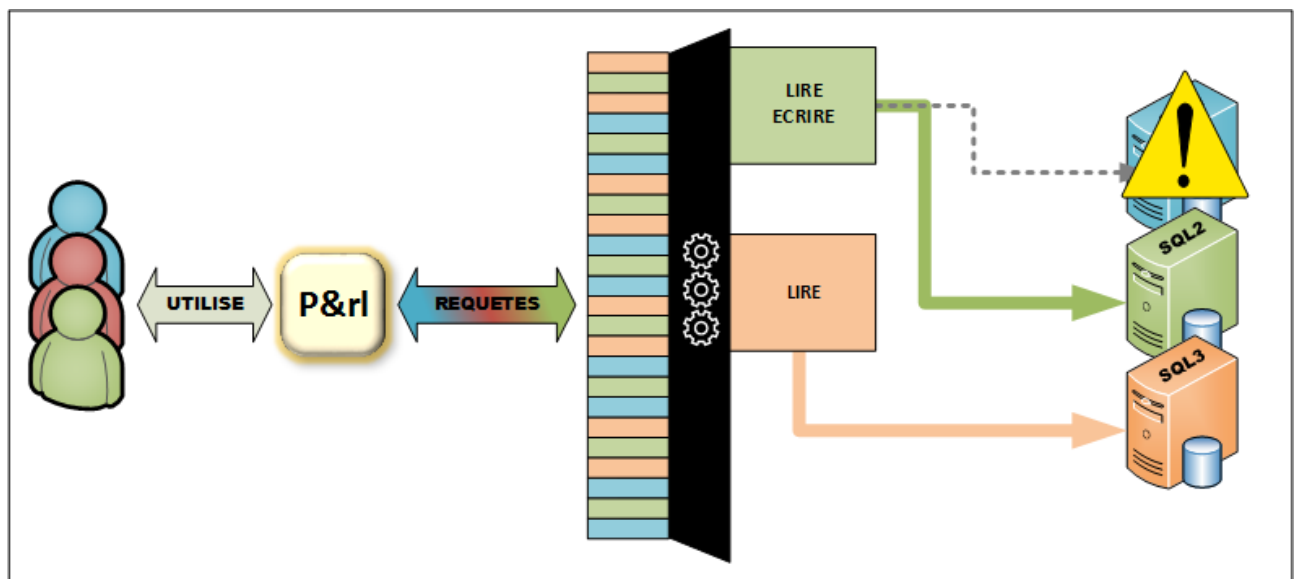 LIRE
ECRIRE
!
SQL2
UTILISE
P&rl
REQUETES
LIRE
SQL3